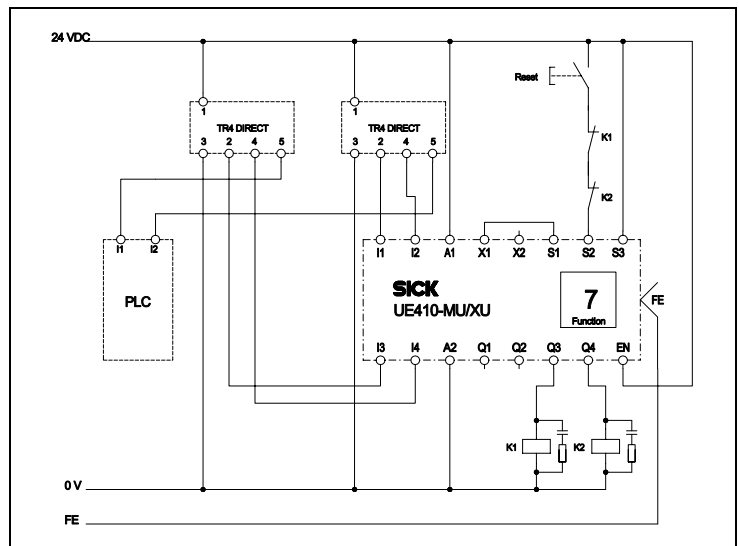 24 VDC
Reset
1 1
TR4 DIRECT TR4 DIRECT
3 2 4 5 3 2 4 5
K1
K2
I1 I2 I1 I2 A1 X1 X2 S1 S2 S3
PLC
SICK
UE410-MU/XU
7
Function
FE
I3 I4 A2 Q1 Q2 Q3 Q4 EN
K1 K2
0 V
FE